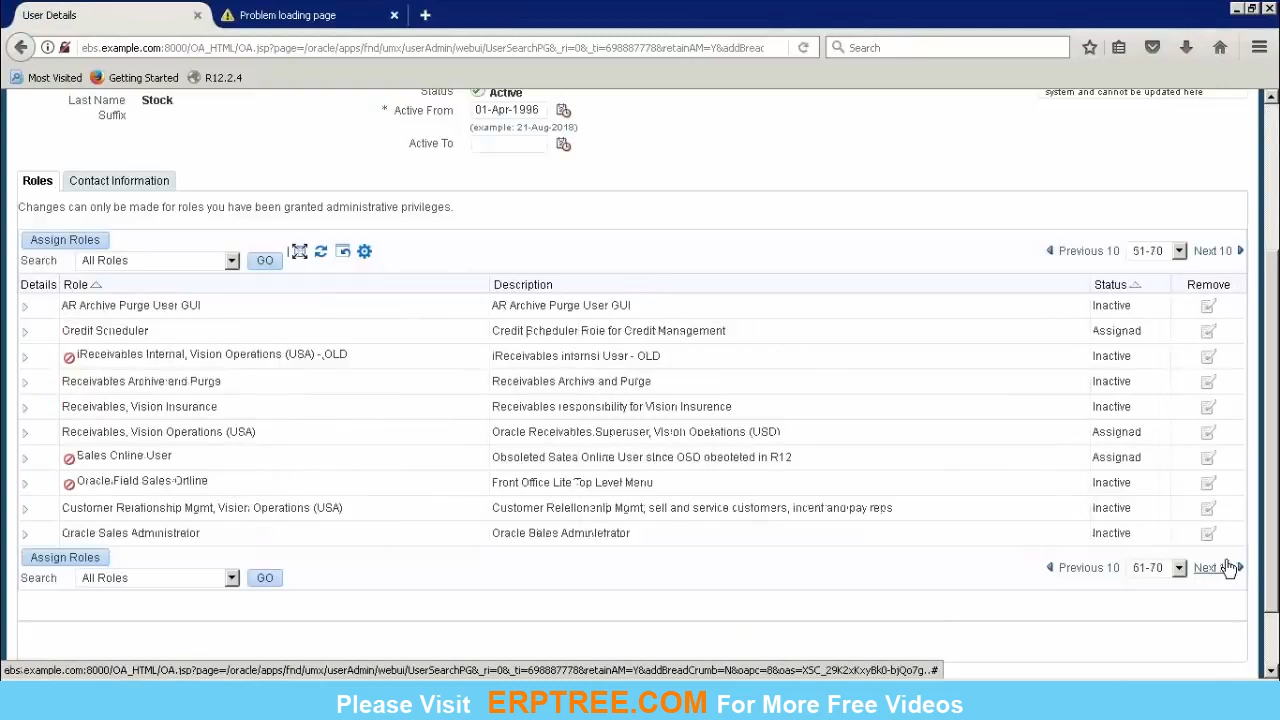 User Details
Problem loading page
ebs.example.com:8000/OA_HTML/OA.jsp?page=/oracle/apps/fnd/umx/userAdmin/webui/UserSearchPG&_ri=0&_ti=698887778&retainAM=Y&addBrea
Search
Most Visited
Getting Started
R12.2.4
Last Name Stock
Suffix
Status Active
* Active From 01-Apr-1996
(example: 21-Aug-2018)
Active To
system and cannot be updated here
Roles Contact Information
Changes can only be made for roles you have been granted administrative privileges.
Assign Roles
Search All Roles GO
Previous 10 61-70 Next 10
Details Role Description Status Remove
AR Archive Purge User GUI AR Archive Purge User GUI Inactive
Credit Scheduler Credit Scheduler Role for Credit Management Assigned
iReceivables Internal, Vision Operations (USA) - OLD iReceivables internal User - OLD Inactive
Receivables Archive and Purge Receivables Archive and Purge Inactive
Receivables, Vision Insurance Receivables responsibility for Vision Insurence Inactive
Receivables, Vision Operations (USA) Oracle Receivables Superuser, Vision Operations (USD) Assigned
Sales Online User Obsoleted Sales Online User since OSO obsoleted in R12 Assigned
Oracle Field Sales Online Front Office Lite Top Level Menu Inactive
Customer Relationship Mgmt, Vision Operations (USA) Customer Relationship Mgmt; sell and service customers, incent and pay reps Inactive
Oracle Sales Administrator Oracle Sales Administrator Inactive
Assign Roles
Search All Roles GO
Previous 10 61-70 Next
ebs.example.com:8000/OA_HTML/OA.jsp?page=/oracle/apps/fnd/umx/userAdmin/webui/UserSearchPG&_ri=0&_ti=698887778&retainAM=Y&addBreadCrumb=N&oapc=8&oas=XSC_29K2xKxyBk0-bjQo7g..#
Please Visit ERPTREE.COM For More Free Videos